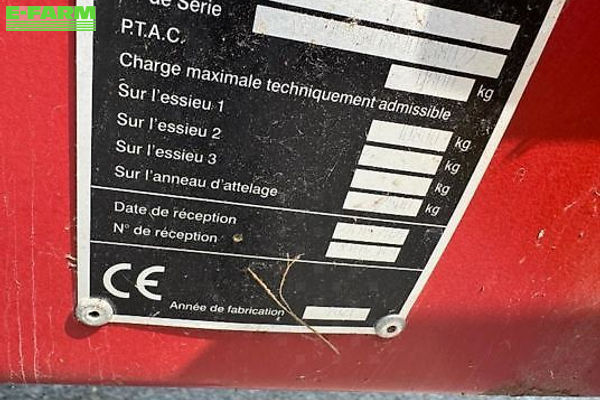 E-FARM
de Série
P.T.A.C.
Charge maximale techniquement admissible kg
Sur l'essieu 1 kg
Sur l'essieu 2 kg
Sur l'essieu 3 kg
Sur l'anneau d'attelage kg
Date de réception
N° de réception
CE
Année de fabrication